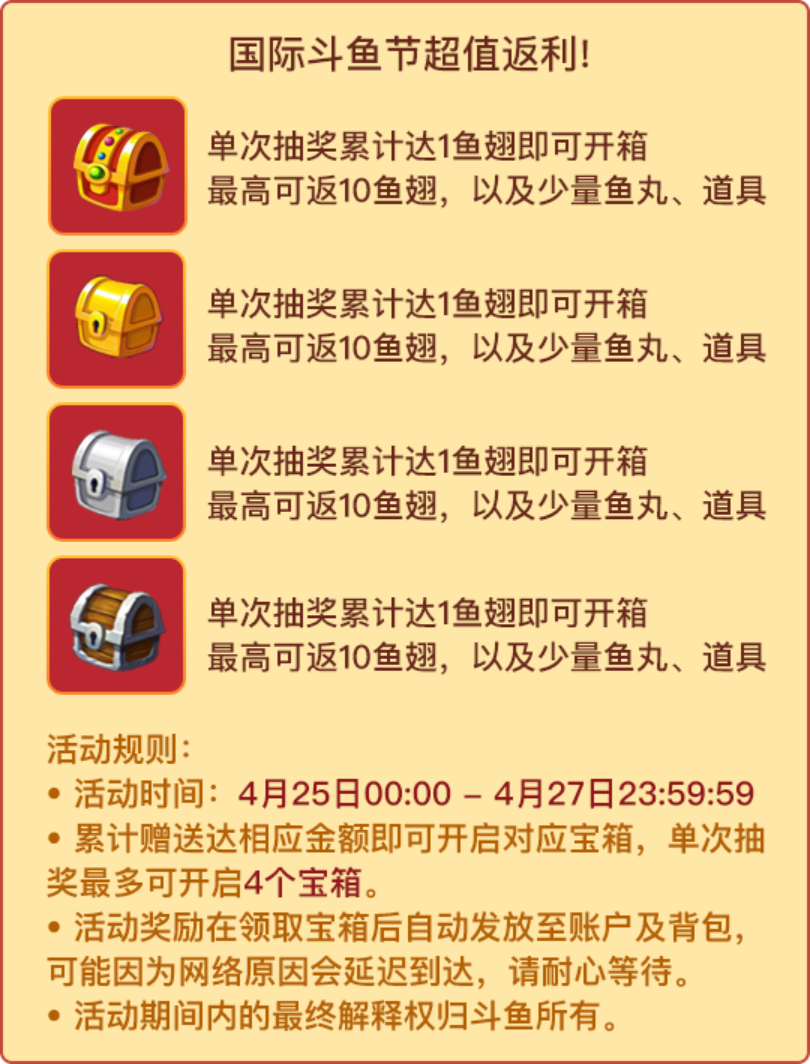 国际斗鱼节超值返利!
单次抽奖累计达1鱼翅即可开箱
最高可返10鱼翅，以及少量鱼丸、道具
单次抽奖累计达1鱼翅即可开箱
最高可返10鱼翅，以及少量鱼丸、道具
单次抽奖累计达1鱼翅即可开箱
最高可返10鱼翅，以及少量鱼丸、道具
单次抽奖累计达1鱼翅即可开箱
最高可返10鱼翅，以及少量鱼丸、道具
活动规则：
• 活动时间：4月25日00:00 – 4月27日23:59:59
• 累计赠送达相应金额即可开启对应宝箱，单次抽
奖最多可开启4个宝箱。
• 活动奖励在领取宝箱后自动发放至账户及背包，
可能因为网络原因会延迟到达，请耐心等待。
• 活动期间内的最终解释权归斗鱼所有。